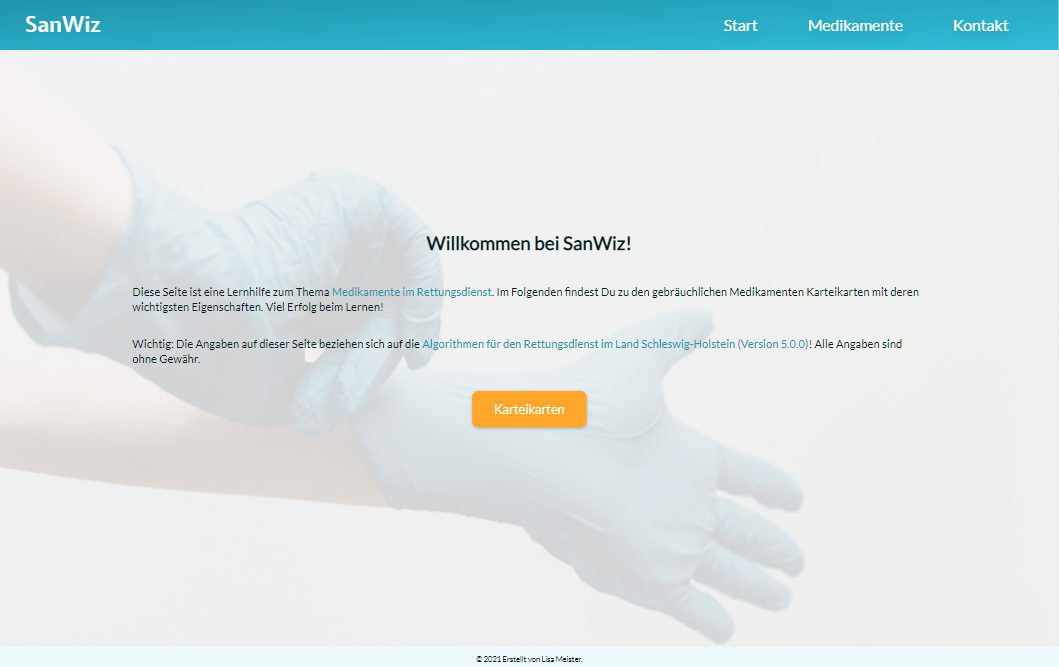 SanWiz
Start
Medikamente
Kontakt
Willkommen bei SanWiz!
Diese Seite ist eine Lernhilfe zum Thema Medikamente im Rettungsdienst. Im Folgenden findest Du zu den gebräuchlichen Medikamenten Karteikarten mit deren
wichtigsten Eigenschaften. Viel Erfolg beim Lernen!
Wichtig: Die Angaben auf dieser Seite beziehen sich auf die Algorithmen für den Rettungsdienst im Land Schleswig-Holstein (Version 5.0.0)! Alle Angaben sind
ohne Gewähr.
Karteikarten
© 2021 Erstellt von Lisa Meister.